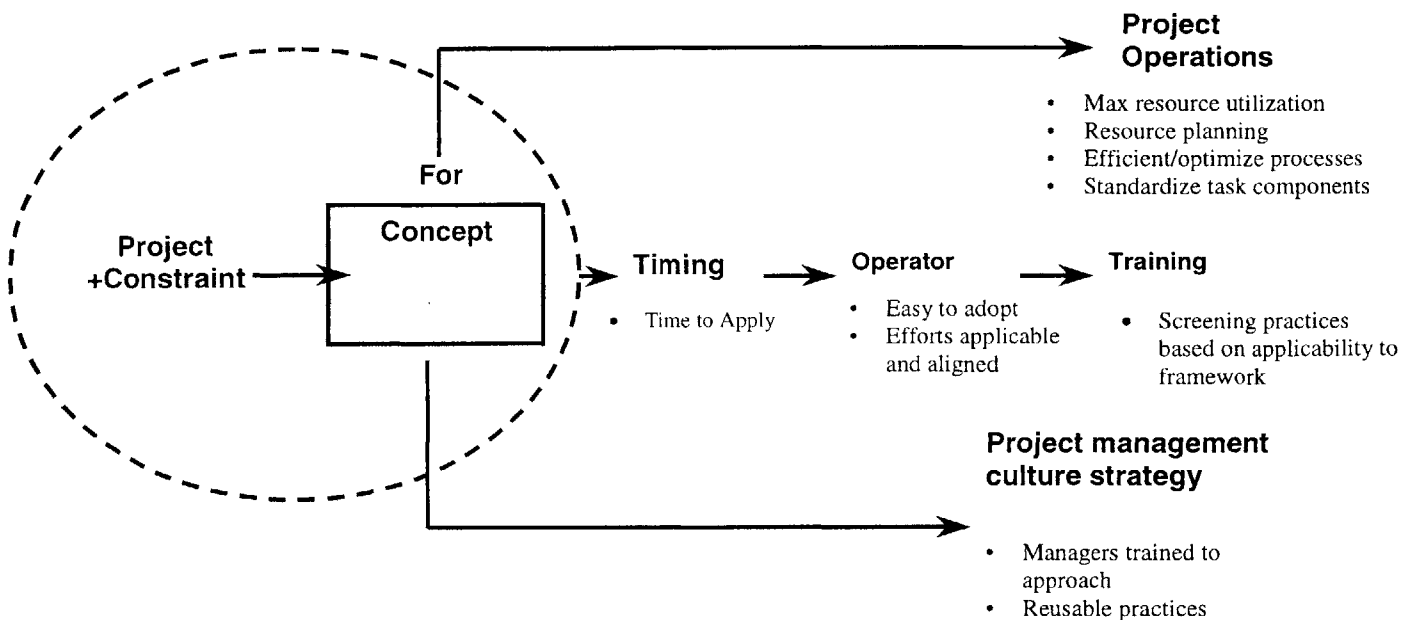 Project
Operations
• Max resource utilization
• Resource planning
• Efficient/optimize processes
• Standardize task components
For
Concept
Project
+Constraint
Timing
• Time to Apply
Operator
• Easy to adopt
• Efforts applicable
and aligned
Training
• Screening practices
based on applicability to
framework
Project management
culture strategy
• Managers trained to
approach
• Reusable practices